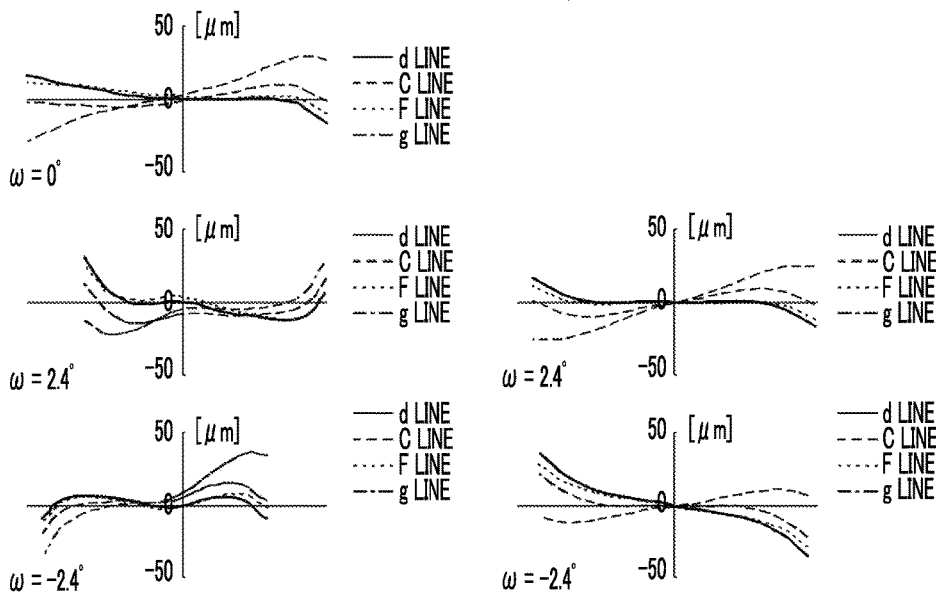 50 [μm]
d LINE
C LINE
F LINE
g LINE
0
-50
ω = 0°
50 [μm]
d LINE
C LINE
F LINE
g LINE
0
-50
ω = 2.4°
50 [μm]
d LINE
C LINE
F LINE
g LINE
0
-50
ω = 2.4°
50 [μm]
d LINE
C LINE
F LINE
g LINE
0
-50
ω = -2.4°
50 [μm]
d LINE
C LINE
F LINE
g LINE
0
-50
ω = -2.4°